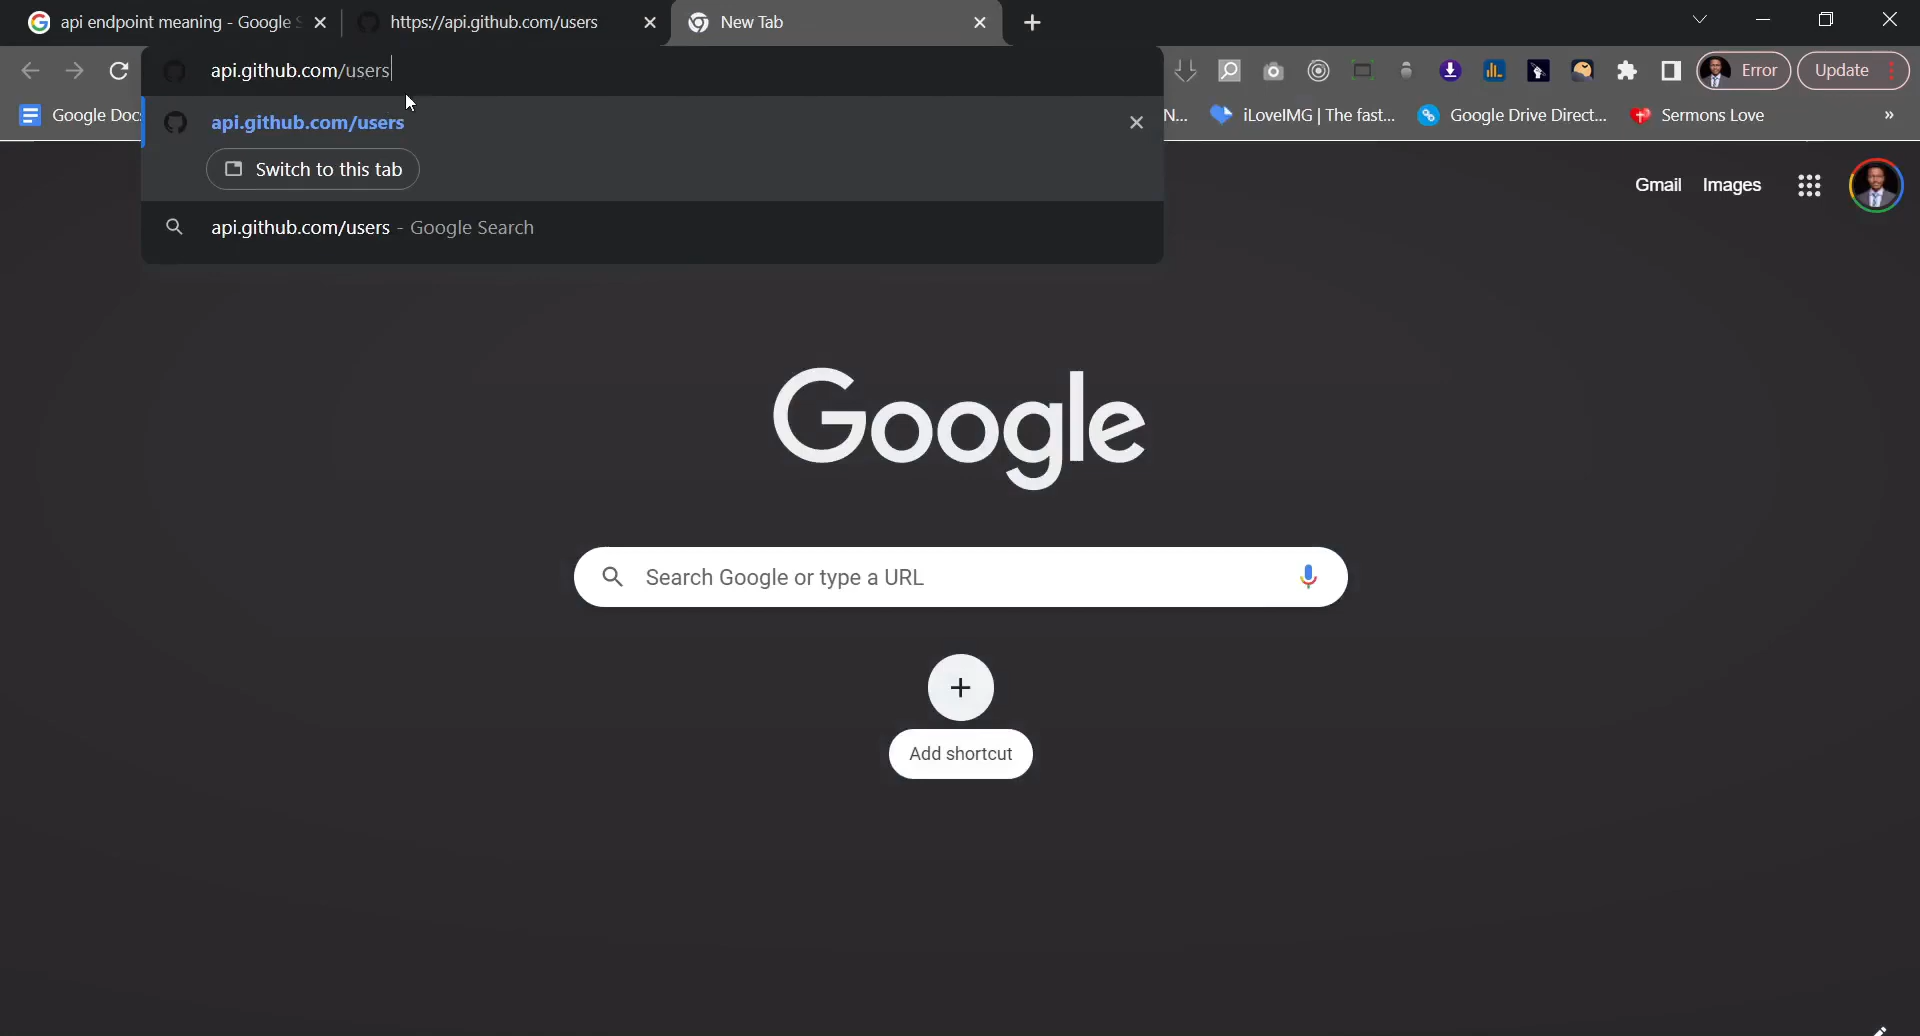 api endpoint meaning - Google S
https://api.github.com/users
New Tab
api.github.com/users
Error
Update
Google Docs
api.github.com/users
N...
iLoveIMG | The fast...
Google Drive Direct...
Sermons Love
»
Switch to this tab
Gmail
Images
api.github.com/users - Google Search
Google
Search Google or type a URL
Add shortcut